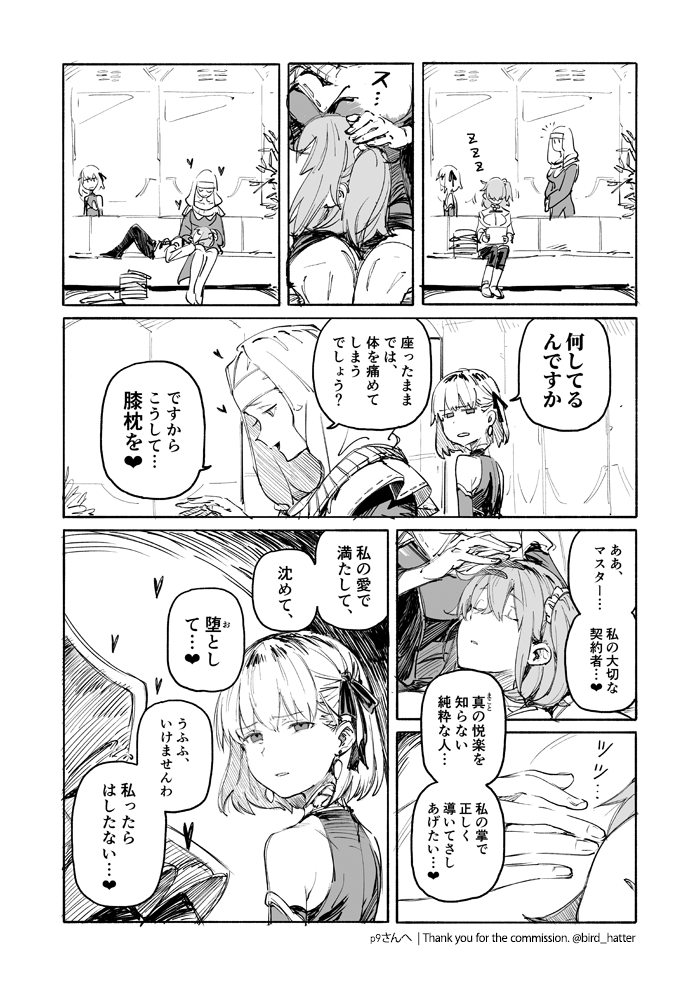 zzz
ス…
何してる
んですか
座ったまま
では、
体を痛めて
しまう
でしょう?
ですから
こうして…
膝枕を♥
ああ、
マスター…
私の大切な
契約者…♥
真の悦楽を
まこと
知らない
純粋な人…
私の掌で
正しく
導いてさし
あげたい…♥
ツツ…
私の愛で
満たして、
沈めて、
堕とし
お
て…♥
うふふ、
いけませんわ
私ったら
はしたない…♥
p9さんへ | Thank you for the commission. @bird_hatter